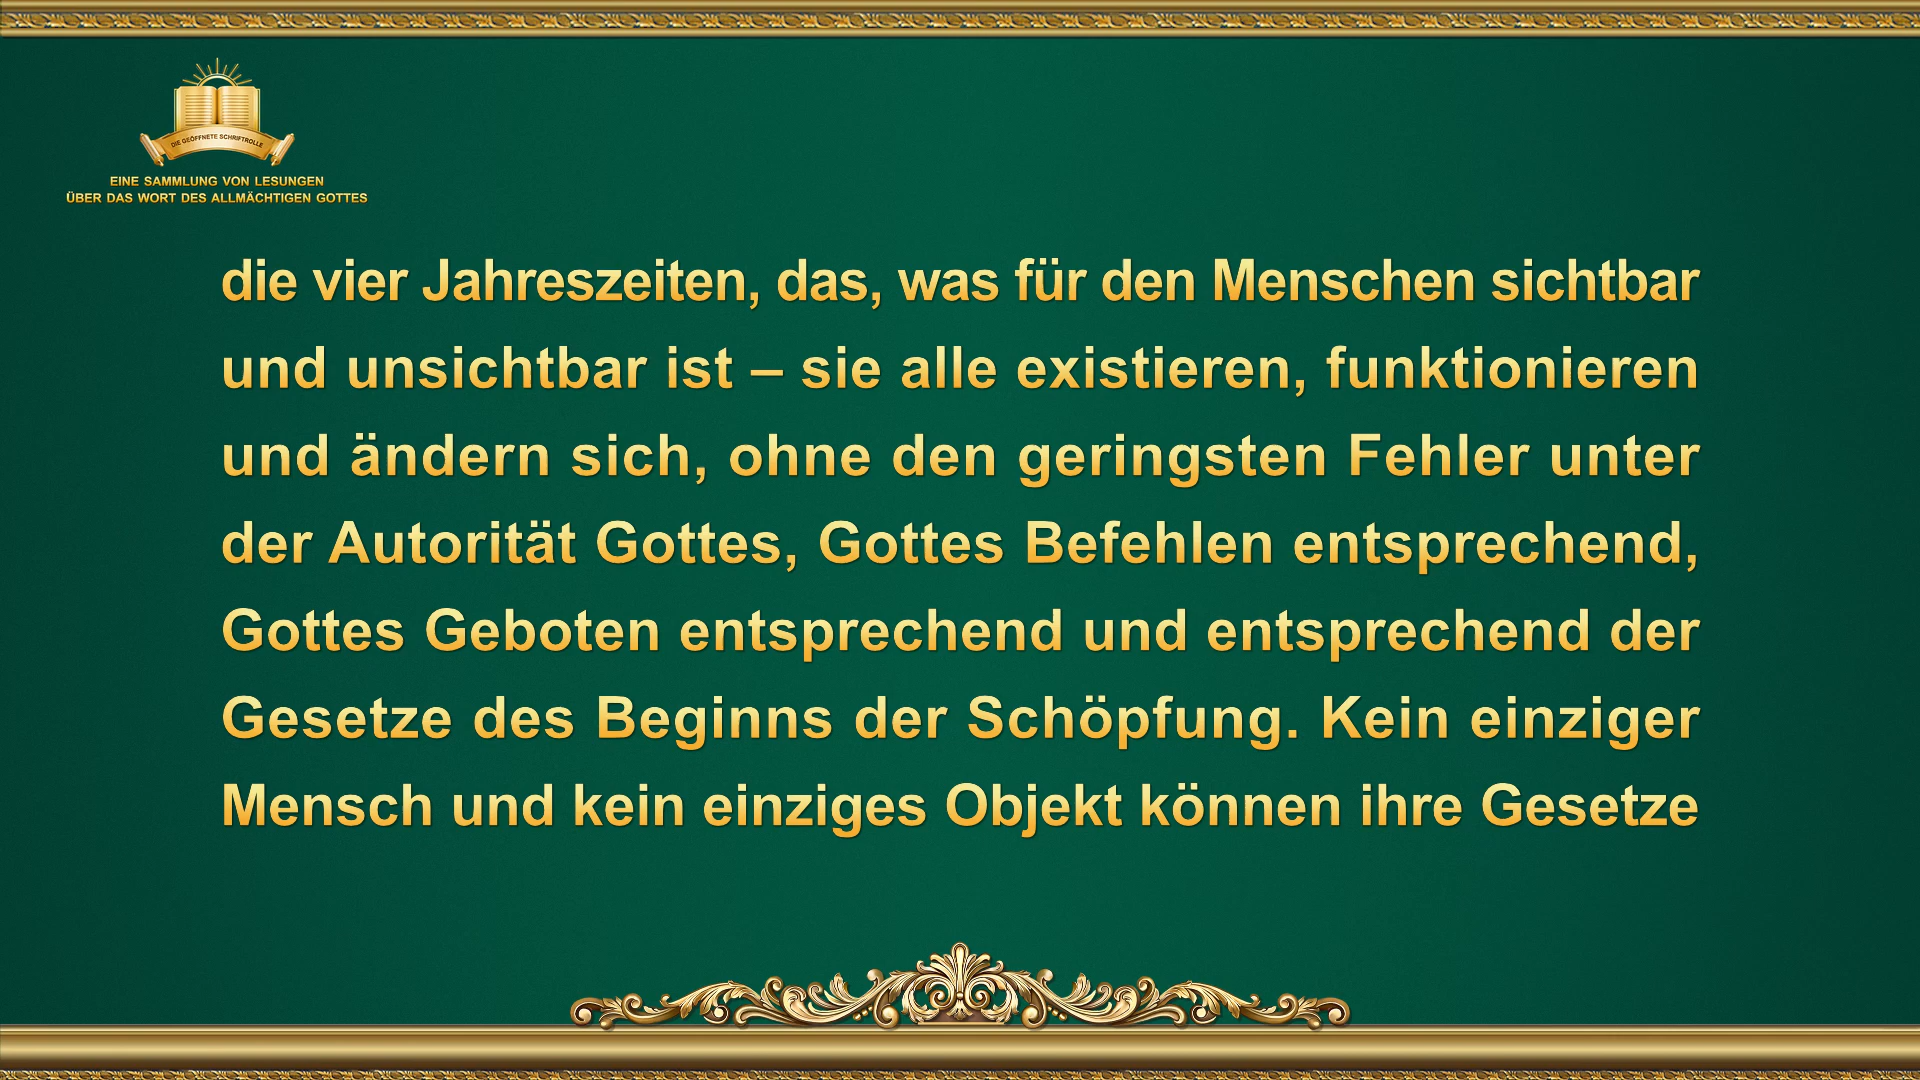 DIE GEÖFFNETE SCHRIFTROLLE
EINE SAMMLUNG VON LESUNGEN
ÜBER DAS WORT DES ALLMÄCHTIGEN GOTTES
die vier Jahreszeiten, das, was für den Menschen sichtbar
und unsichtbar ist – sie alle existieren, funktionieren
und ändern sich, ohne den geringsten Fehler unter
der Autorität Gottes, Gottes Befehlen entsprechend,
Gottes Geboten entsprechend und entsprechend der
Gesetze des Beginns der Schöpfung. Kein einziger
Mensch und kein einziges Objekt können ihre Gesetze